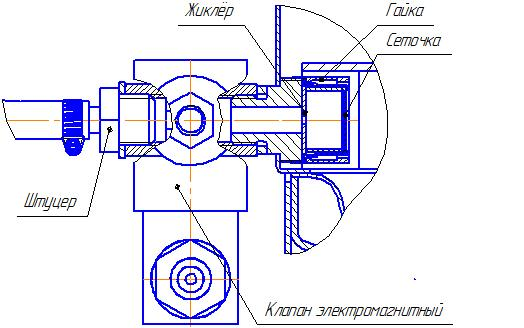 Жиклёр
Гайка
Сеточка
Штуцер
Клапан электромагнитный